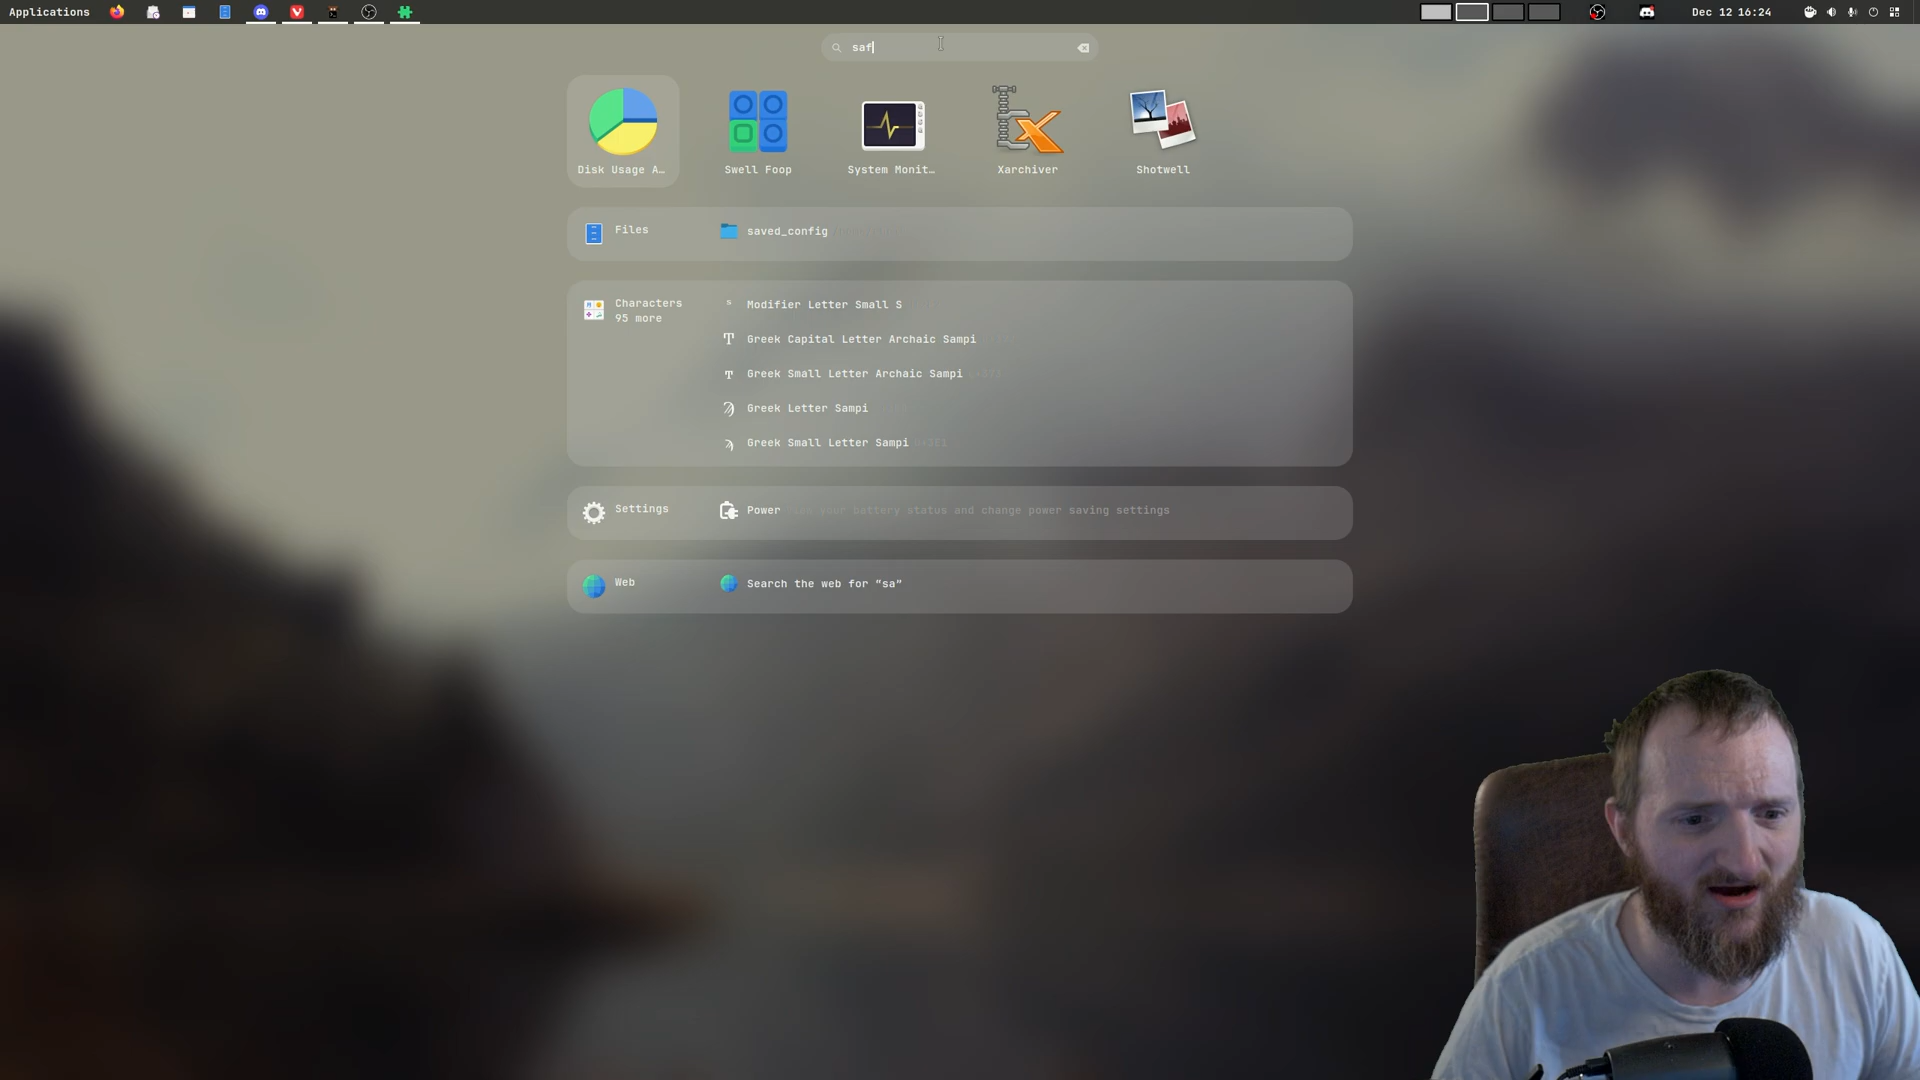 Applications
Dec 12 16:24
saf
Disk Usage A…
Swell Foop
System Monit…
Xarchiver
Shotwell
Files
saved_config
Characters
95 more
Modifier Letter Small S
Greek Capital Letter Archaic Sampi
Greek Small Letter Archaic Sampi
Greek Letter Sampi
Greek Small Letter Sampi
Settings
Power See your battery status and change power saving settings
Web
Search the web for “sa”